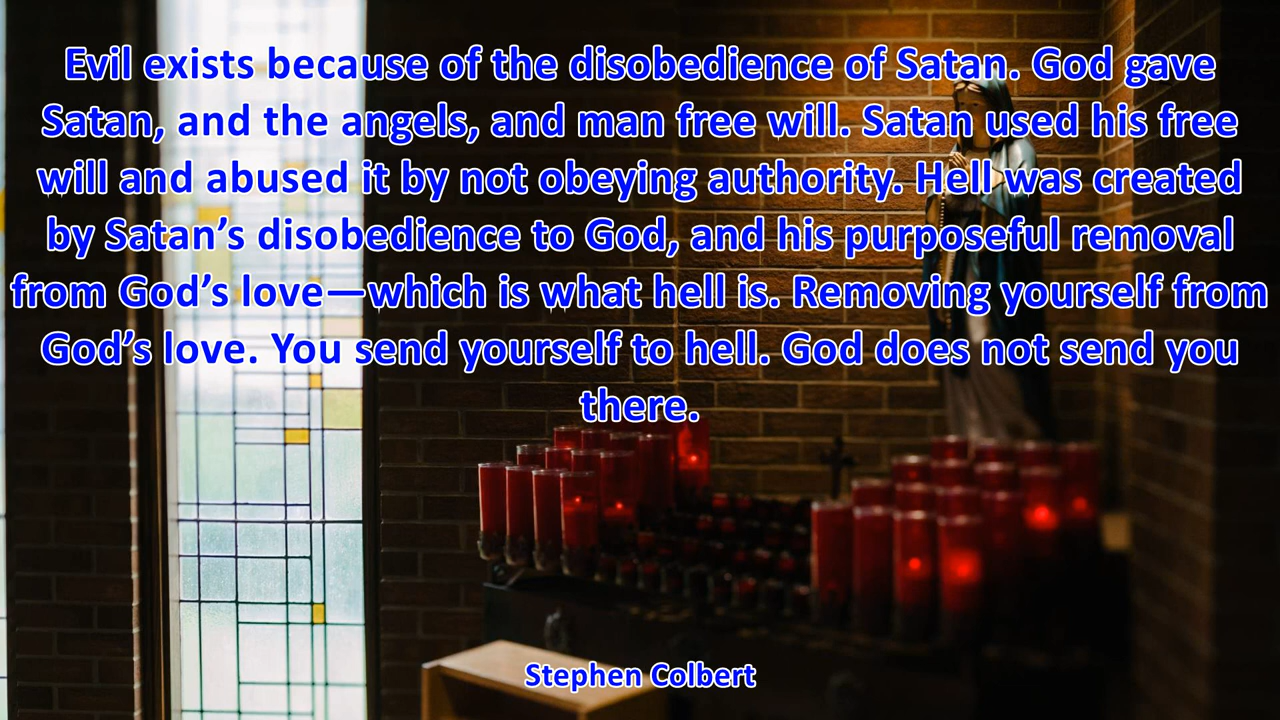 Evil exists because of the disobedience of Satan. God gave
Satan, and the angels, and man free will. Satan used his free
will and abused it by not obeying authority. Hell was created
by Satan’s disobedience to God, and his purposeful removal
from God’s love—which is what hell is. Removing yourself from
God’s love. You send yourself to hell. God does not send you
there.
Stephen Colbert